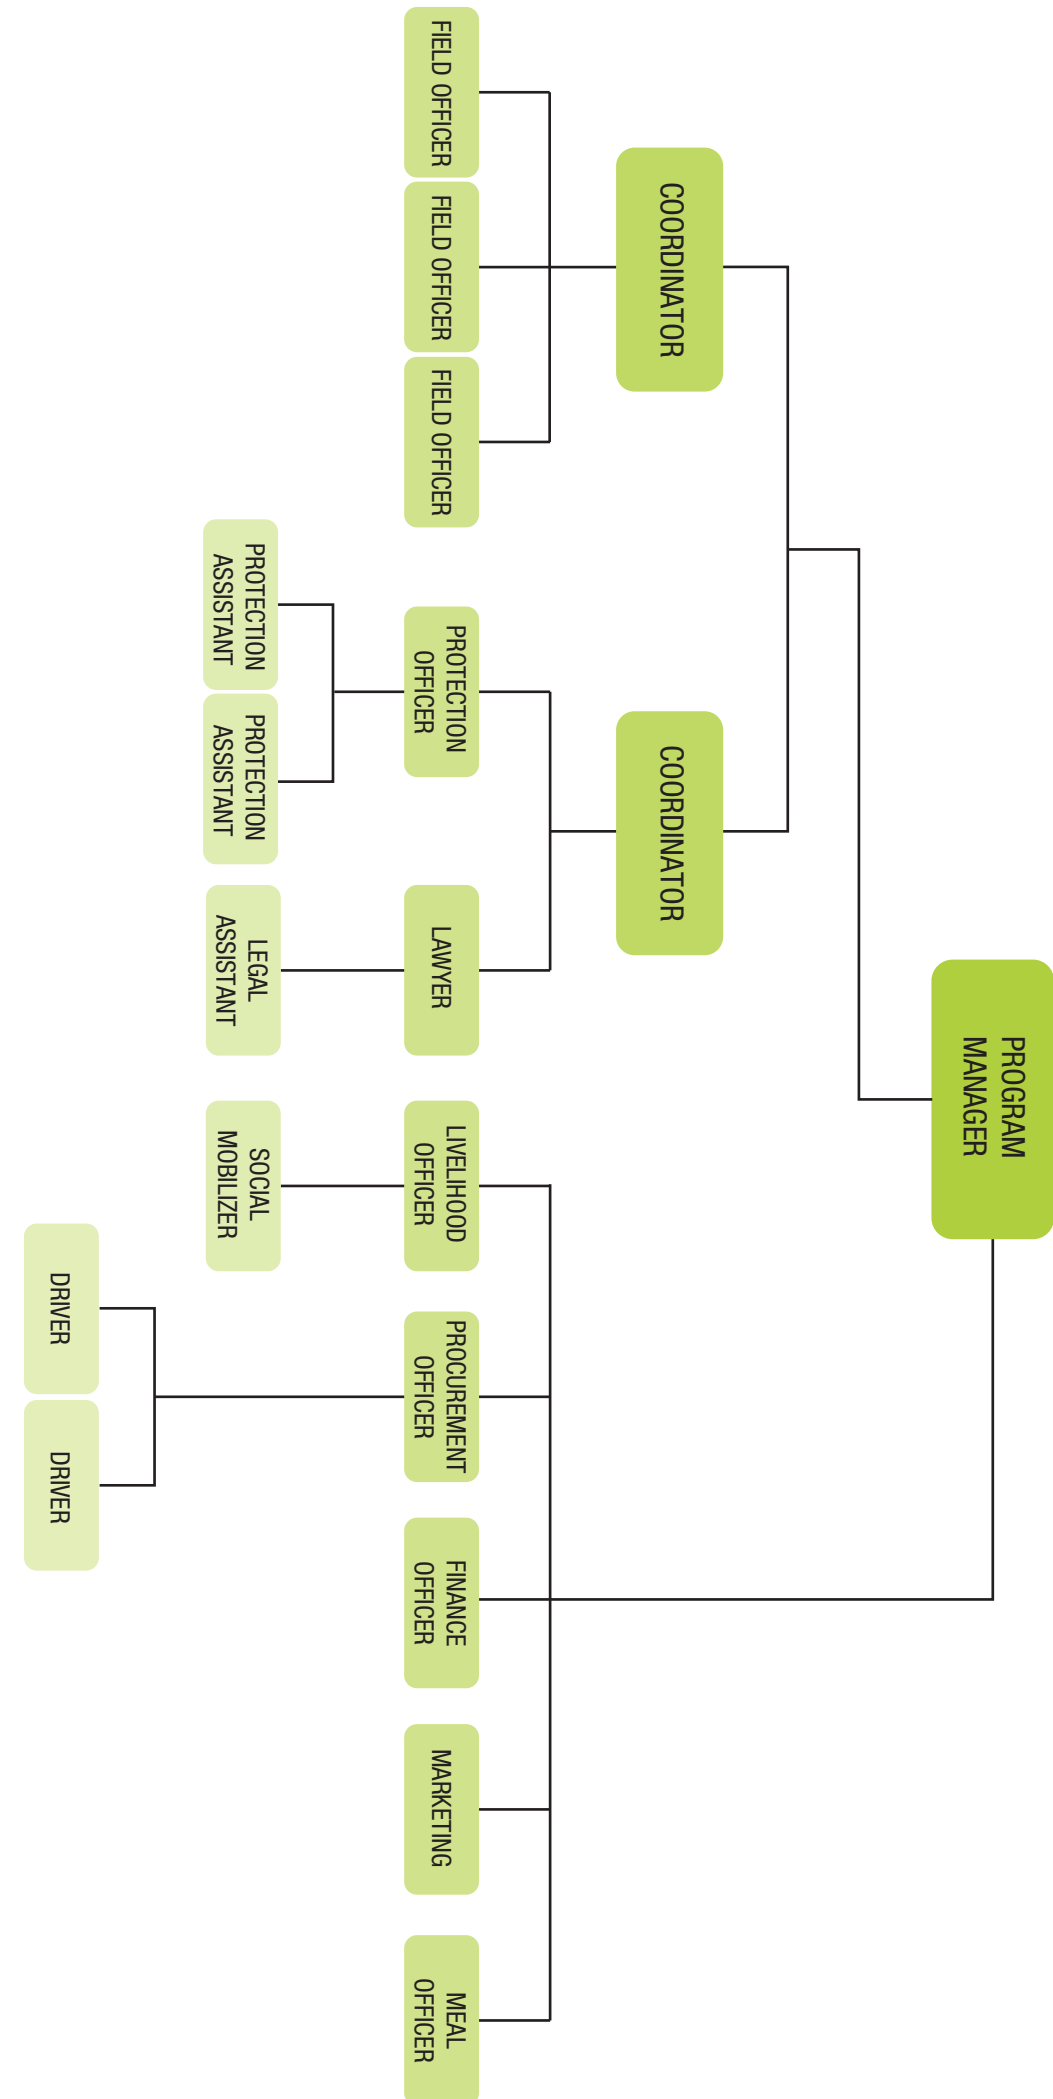 PROGRAM
MANAGER
COORDINATOR
COORDINATOR
FIELD OFFICER
FIELD OFFICER
FIELD OFFICER
PROTECTION
OFFICER
LAWYER
LIVELIHOOD
OFFICER
PROCUREMENT
OFFICER
FINANCE
OFFICER
MARKETING
MEAL
OFFICER
PROTECTION
ASSISTANT
PROTECTION
ASSISTANT
LEGAL
ASSISTANT
SOCIAL
MOBILIZER
DRIVER
DRIVER